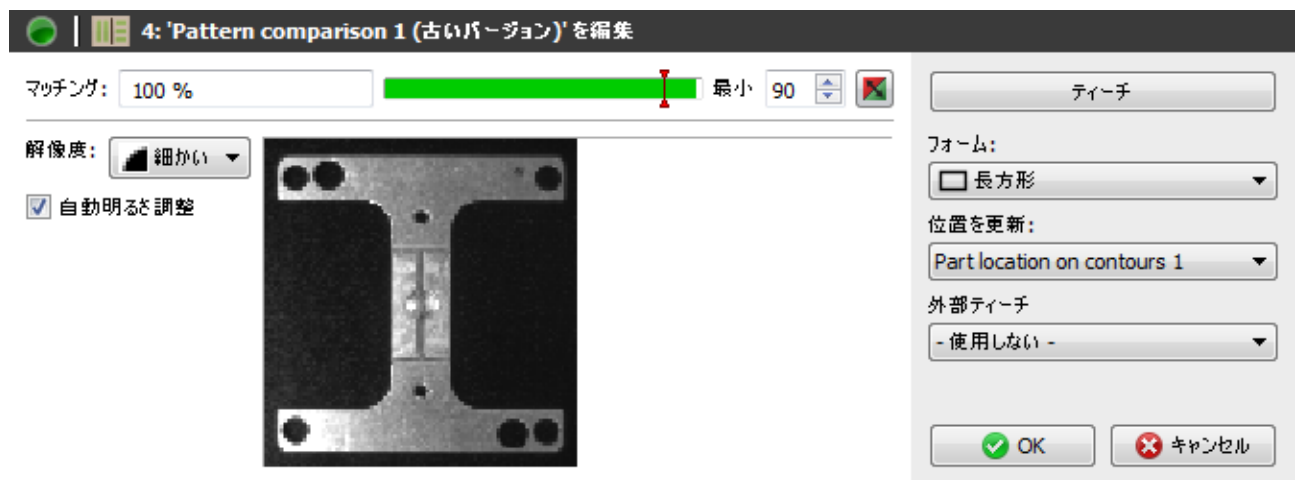 4: 'Pattern comparison 1 (古いバージョン)' を編集
マッチング: 100 % 最小 90
解像度: 細かい
自動明るさ調整
ティーチ
フォーム:
長方形
位置を更新:
Part location on contours 1
外部ティーチ
- 使用しない -
OK キャンセル